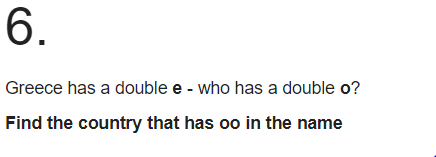 6.
Greece has a double e - who has a double o?
Find the country that has oo in the name